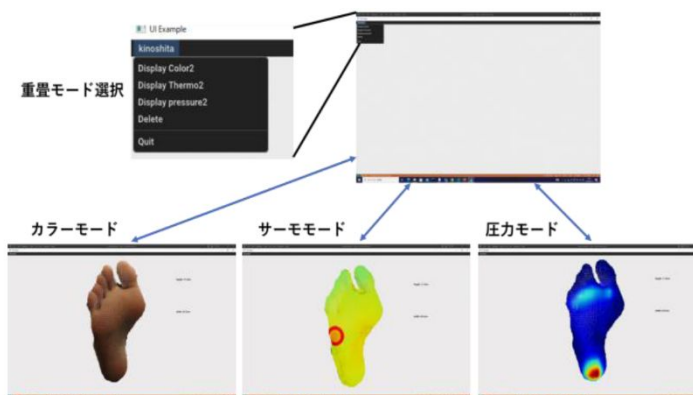 UI Example
kinoshita
Display Color2
Display Thermo2
Display pressure2
Delete
Quit
重畳モード選択
カラーモード
サーモモード
圧力モード